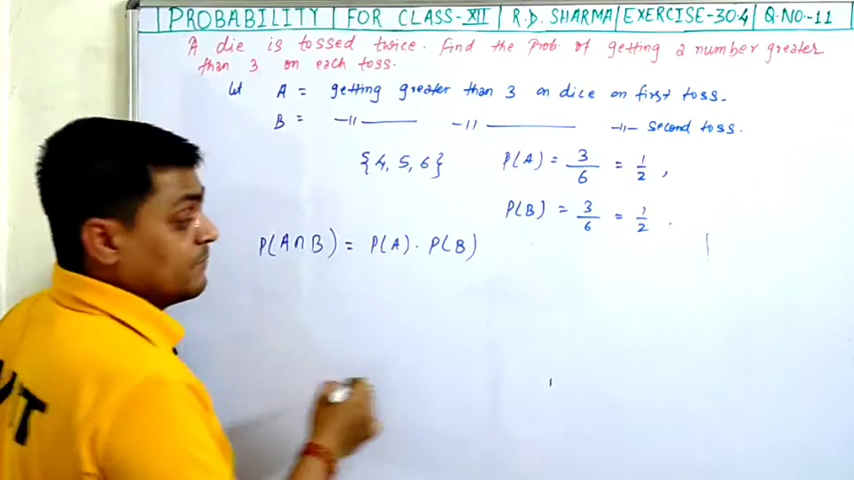 PROBABILITY | FOR CLASS-XII | R.D. SHARMA | EXERCISE-30.4 | Q.NO-11
A die is tossed twice. Find the Prob of getting a number greater
than 3 on each toss.
let A = getting greater than 3 on dice on first toss.
B = -11- -11- -11- second toss.
{4,5,6} P(A) = 3/6 = 1/2,
P(B) = 3/6 = 1/2.
P(A∩B) = P(A) . P(B)